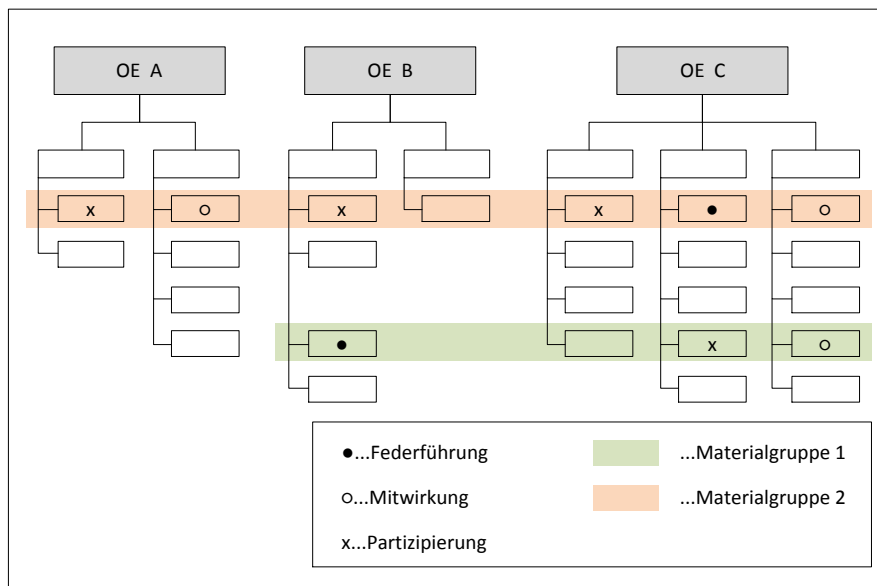 OE A OE B OE C
x ○ x x ● ○
● x ○
●...Federführung ...Materialgruppe 1
○...Mitwirkung ...Materialgruppe 2
x...Partizipierung